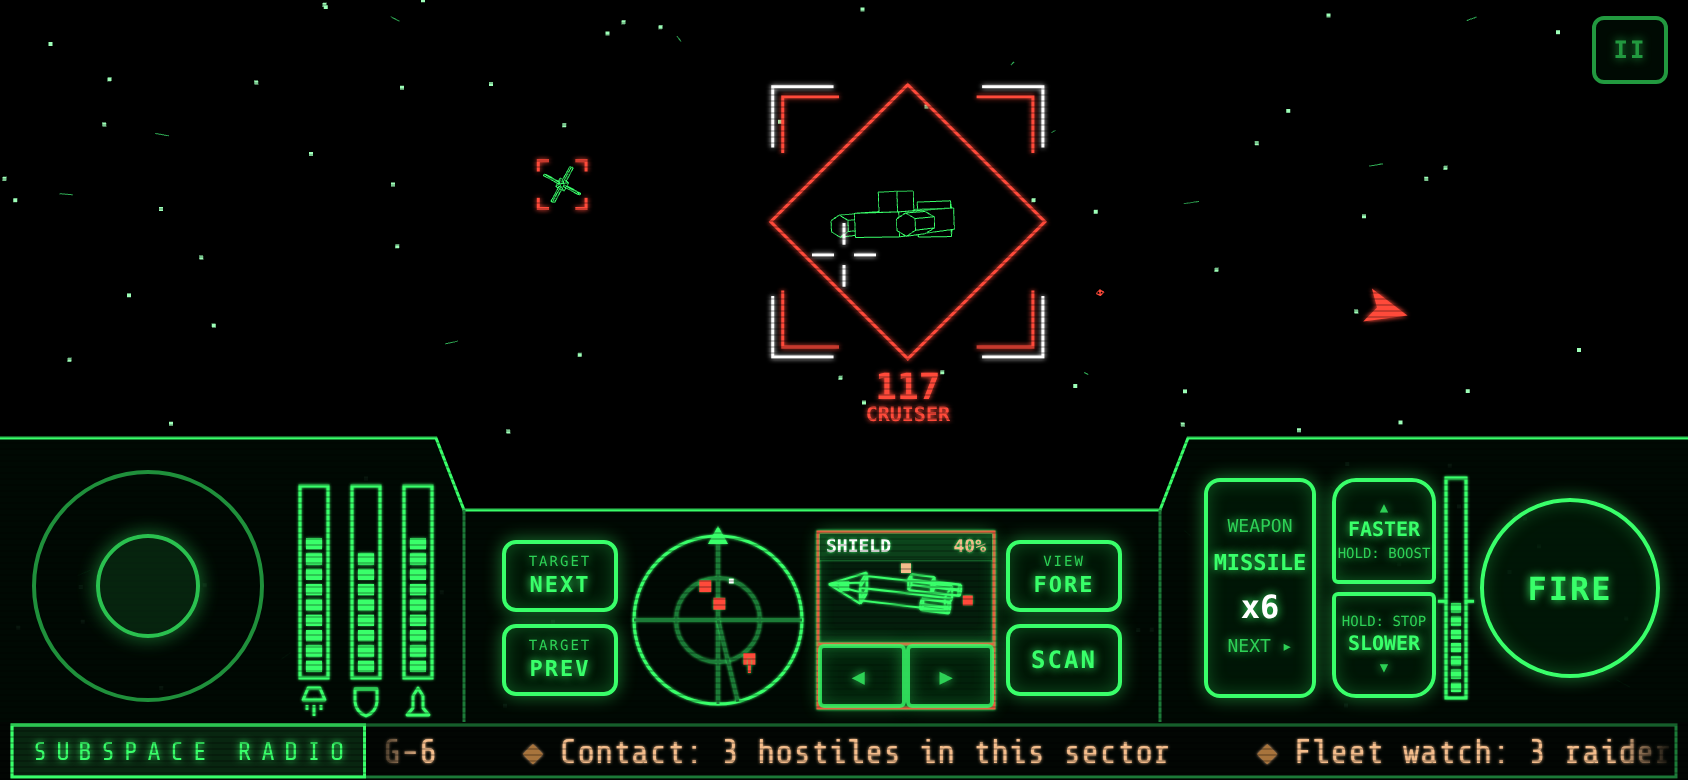 II
117
CRUISER
TARGET
NEXT
TARGET
PREV
SHIELD 40%
VIEW
FORE
SCAN
WEAPON
MISSILE
x6
NEXT ▸
▲
FASTER
HOLD: BOOST
HOLD: STOP
SLOWER
▼
FIRE
◀ ▶
SUBSPACE RADIO
G-6 ◆ Contact: 3 hostiles in this sector ◆ Fleet watch: 3 raider